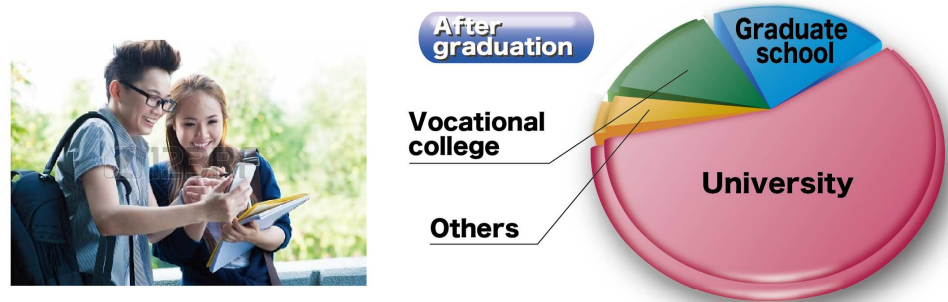 After
graduation
Graduate
school
Vocational
college
University
Others